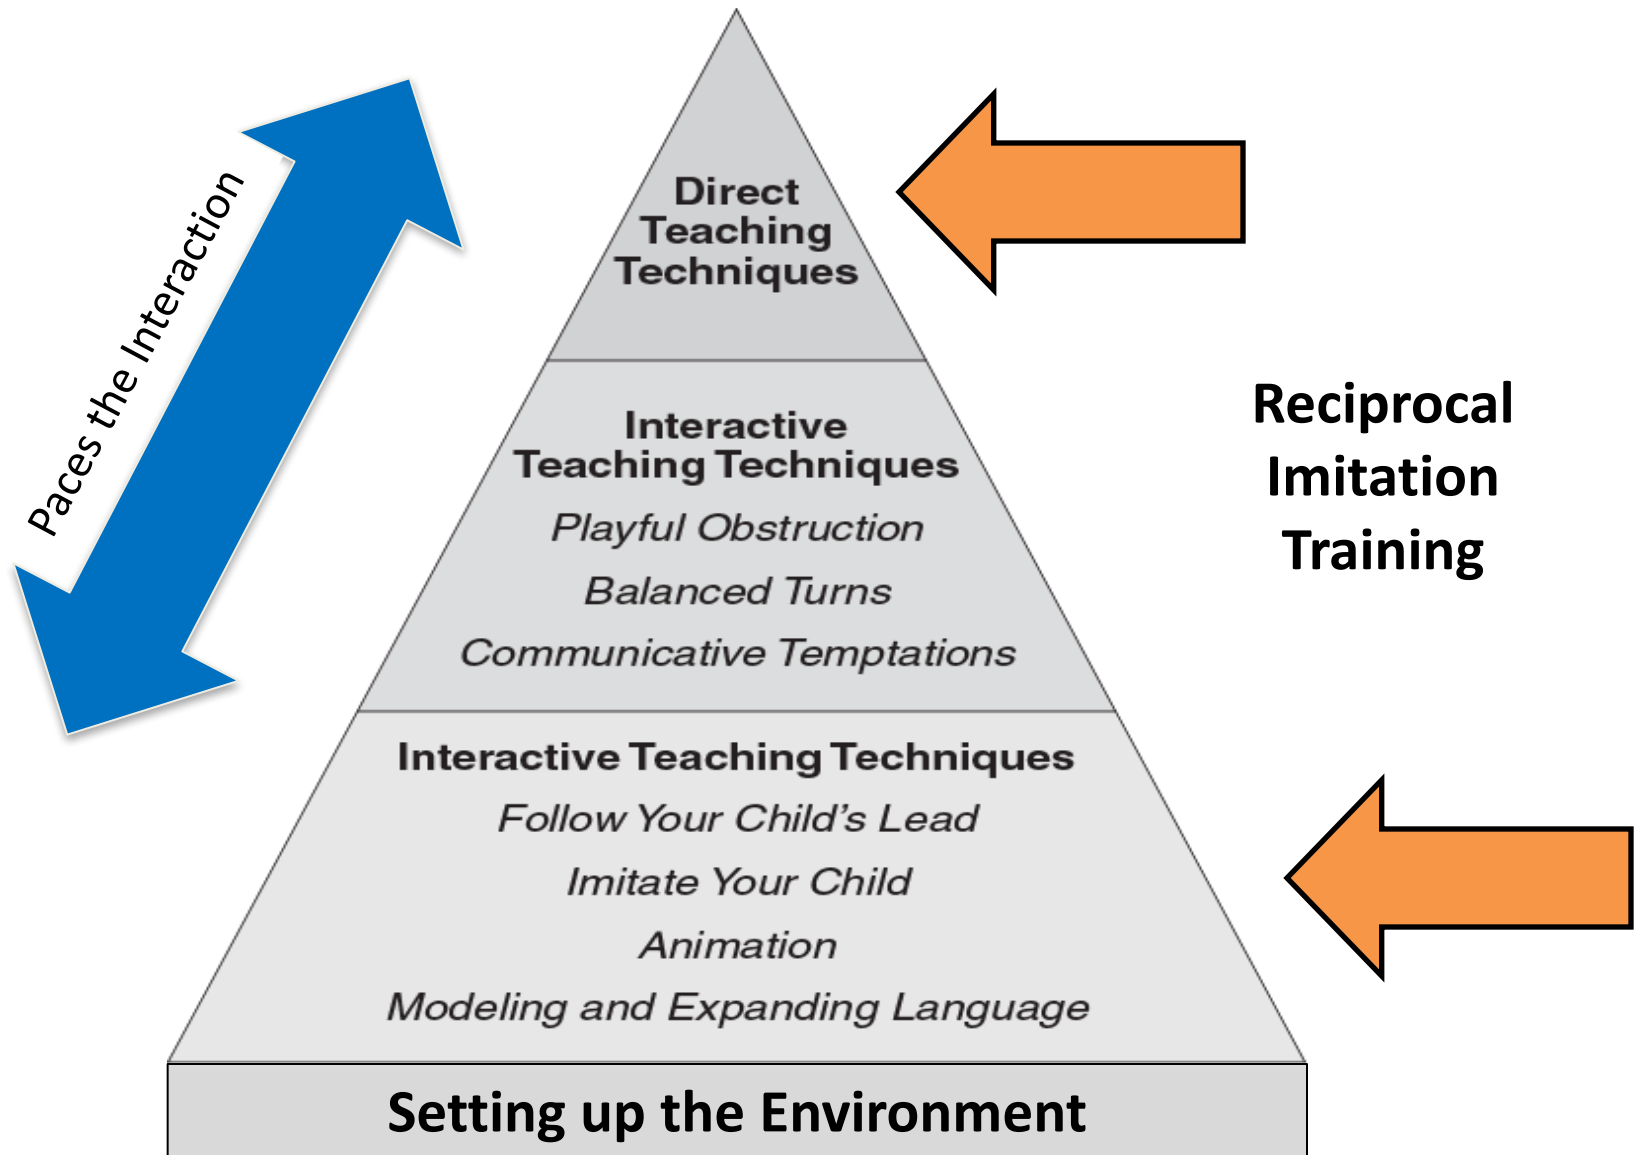 Paces the Interaction
Direct
Teaching
Techniques
Interactive
Teaching Techniques
Playful Obstruction
Balanced Turns
Communicative Temptations
Reciprocal
Imitation
Training
Interactive Teaching Techniques
Follow Your Child's Lead
Imitate Your Child
Animation
Modeling and Expanding Language
Setting up the Environment